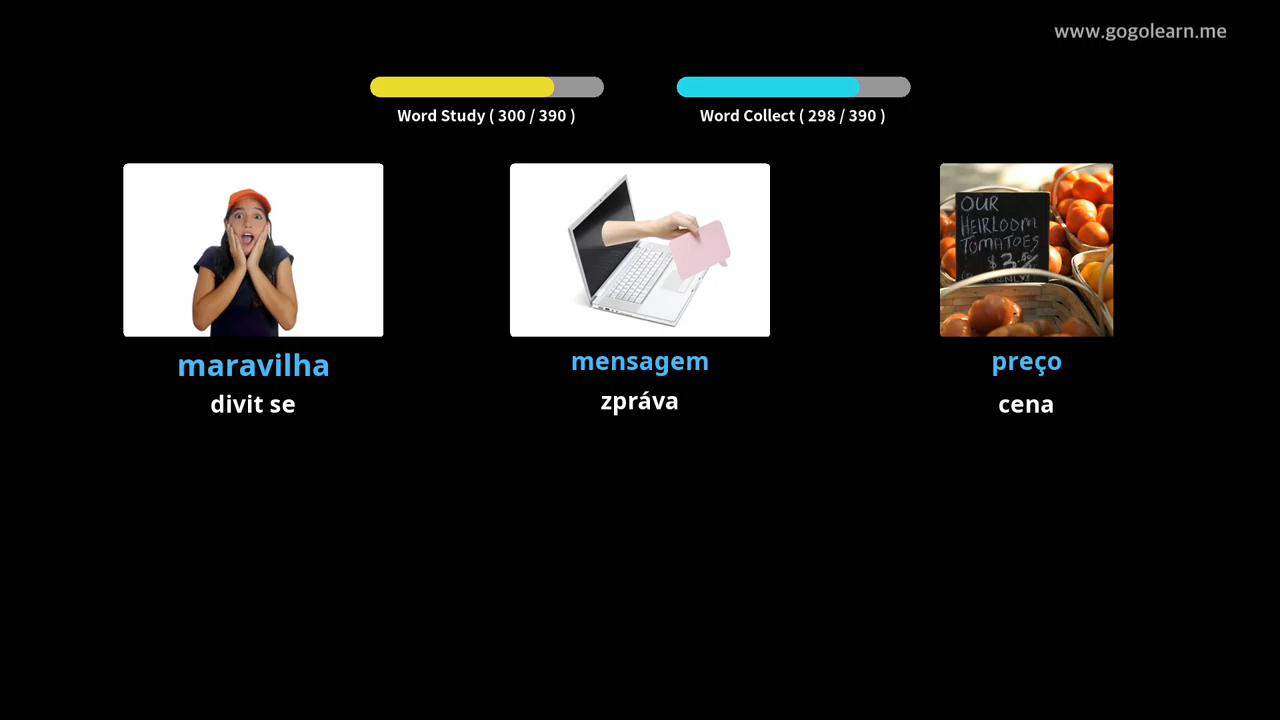 www.gogolearn.me
Word Study ( 300 / 390 )
Word Collect ( 298 / 390 )
OUR
HEIRLOOM
TOMATOES
maravilha
mensagem
preço
divit se
zpráva
cena